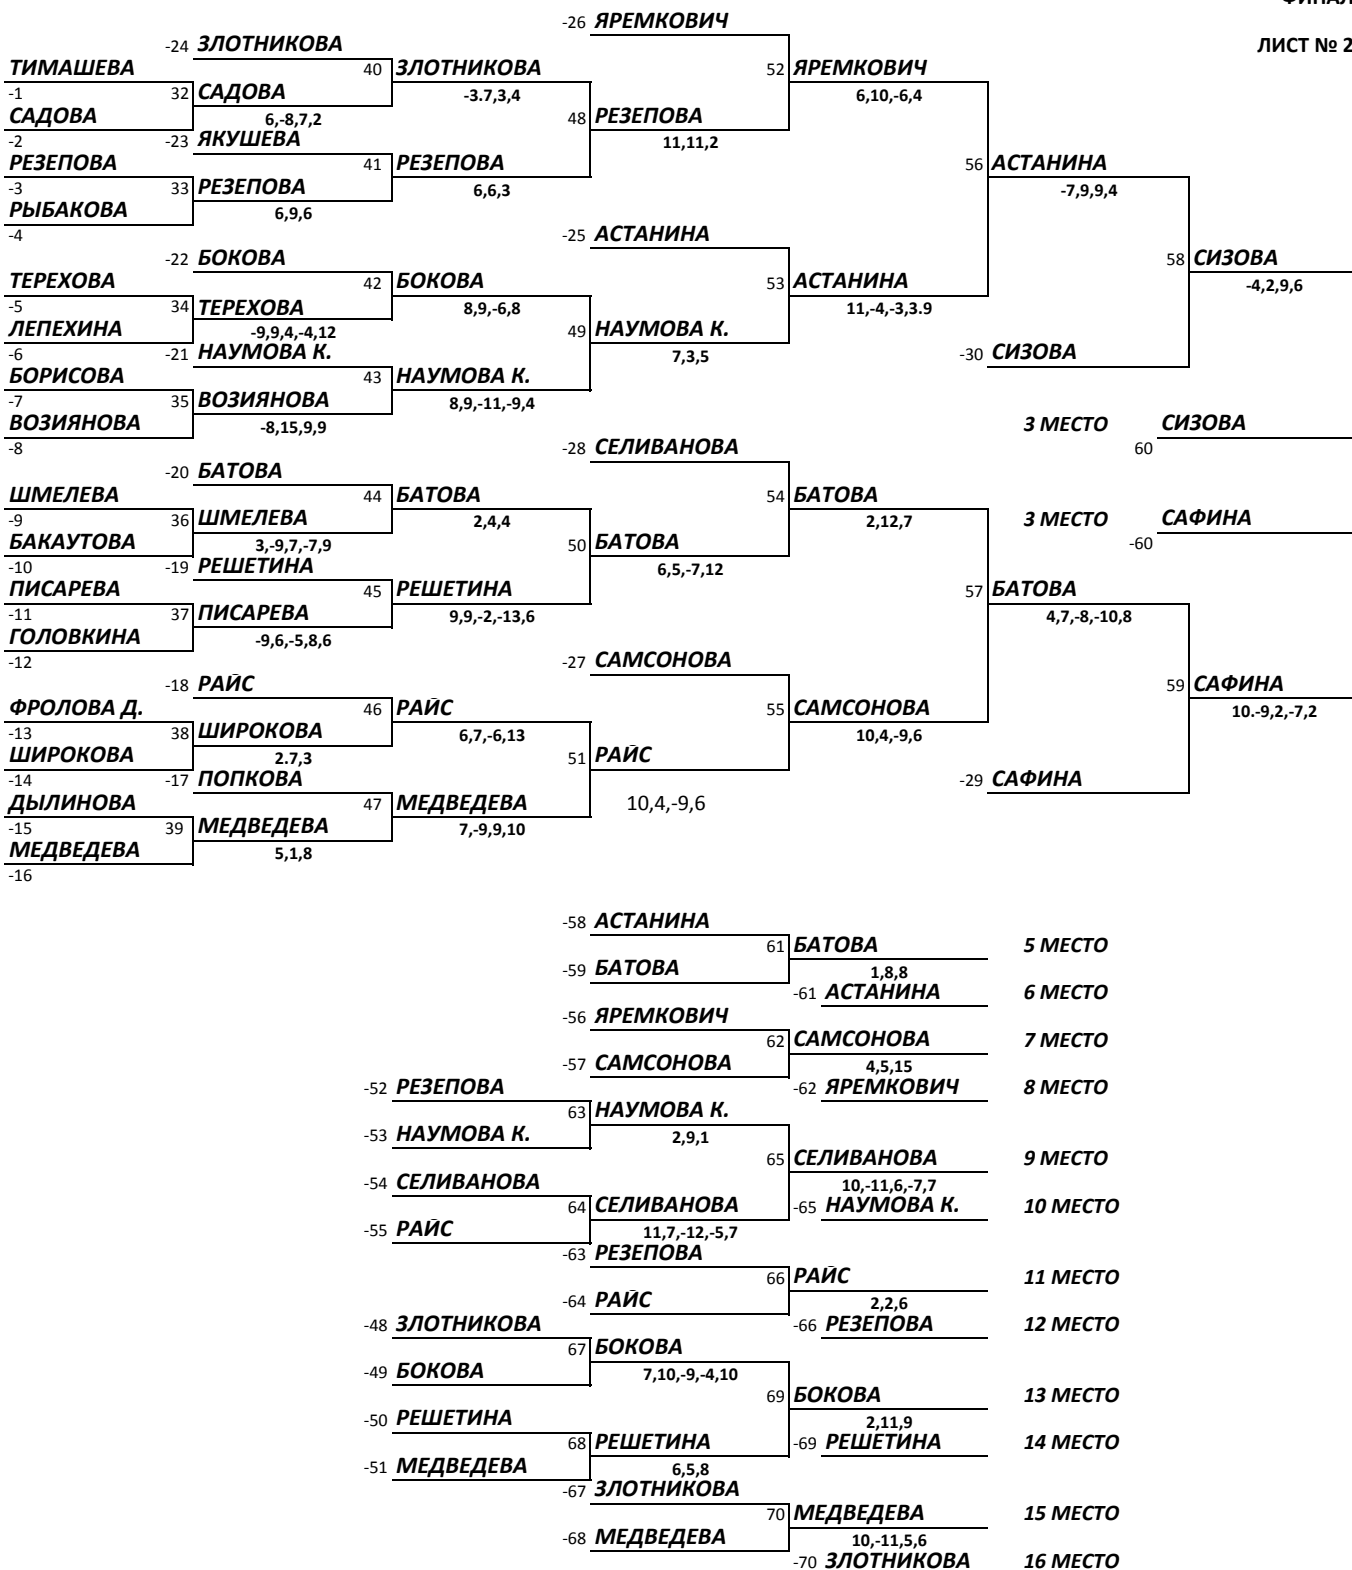 ФИНАЛ
-26 ЯРЕМКОВИЧ
-24 ЗЛОТНИКОВА
ЛИСТ № 2
ТИМАШЕВА 40 ЗЛОТНИКОВА 52 ЯРЕМКОВИЧ
-1 32 САДОВА -3.7,3,4 6,10,-6,4
САДОВА 6,-8,7,2 48 РЕЗЕПОВА
-2 -23 ЯКУШЕВА 11,11,2
РЕЗЕПОВА 41 РЕЗЕПОВА 56 АСТАНИНА
-3 33 РЕЗЕПОВА 6,6,3 -7,9,9,4
РЫБАКОВА 6,9,6
-4 -25 АСТАНИНА
-22 БОКОВА 58 СИЗОВА
ТЕРЕХОВА 42 БОКОВА 53 АСТАНИНА -4,2,9,6
-5 34 ТЕРЕХОВА 8,9,-6,8 11,-4,-3,3.9
ЛЕПЕХИНА -9,9,4,-4,12 49 НАУМОВА К.
-6 -21 НАУМОВА К. 7,3,5 -30 СИЗОВА
БОРИСОВА 43 НАУМОВА К.
-7 35 ВОЗИЯНОВА 8,9,-11,-9,4
ВОЗИЯНОВА -8,15,9,9 3 МЕСТО СИЗОВА
-8 -28 СЕЛИВАНОВА 60
-20 БАТОВА
ШМЕЛЕВА 44 БАТОВА 54 БАТОВА
-9 36 ШМЕЛЕВА 2,4,4 2,12,7 3 МЕСТО САФИНА
БАКАУТОВА 3,-9,7,-7,9 50 БАТОВА -60
-10 -19 РЕШЕТИНА 6,5,-7,12
ПИСАРЕВА 45 РЕШЕТИНА 57 БАТОВА
-11 37 ПИСАРЕВА 9,9,-2,-13,6 4,7,-8,-10,8
ГОЛОВКИНА -9,6,-5,8,6
-12 -27 САМСОНОВА
-18 РАЙС 59 САФИНА
ФРОЛОВА Д. 46 РАЙС 55 САМСОНОВА 10.-9,2,-7,2
-13 38 ШИРОКОВА 6,7,-6,13 10,4,-9,6
ШИРОКОВА 2.7,3 51 РАЙС
-14 -17 ПОПКОВА -29 САФИНА
ДЫЛИНОВА 47 МЕДВЕДЕВА 10,4,-9,6
-15 39 МЕДВЕДЕВА 7,-9,9,10
МЕДВЕДЕВА 5,1,8
-16
-58 АСТАНИНА
61 БАТОВА 5 МЕСТО
-59 БАТОВА 1,8,8
-61 АСТАНИНА 6 МЕСТО
-56 ЯРЕМКОВИЧ
62 САМСОНОВА 7 МЕСТО
-57 САМСОНОВА 4,5,15
-52 РЕЗЕПОВА -62 ЯРЕМКОВИЧ 8 МЕСТО
63 НАУМОВА К.
-53 НАУМОВА К. 2,9,1
65 СЕЛИВАНОВА 9 МЕСТО
-54 СЕЛИВАНОВА 10,-11,6,-7,7
64 СЕЛИВАНОВА -65 НАУМОВА К. 10 МЕСТО
-55 РАЙС 11,7,-12,-5,7
-63 РЕЗЕПОВА
66 РАЙС 11 МЕСТО
-64 РАЙС 2,2,6
-48 ЗЛОТНИКОВА -66 РЕЗЕПОВА 12 МЕСТО
67 БОКОВА
-49 БОКОВА 7,10,-9,-4,10
69 БОКОВА 13 МЕСТО
-50 РЕШЕТИНА 2,11,9
68 РЕШЕТИНА -69 РЕШЕТИНА 14 МЕСТО
-51 МЕДВЕДЕВА 6,5,8
-67 ЗЛОТНИКОВА
70 МЕДВЕДЕВА 15 МЕСТО
-68 МЕДВЕДЕВА 10,-11,5,6
-70 ЗЛОТНИКОВА 16 МЕСТО